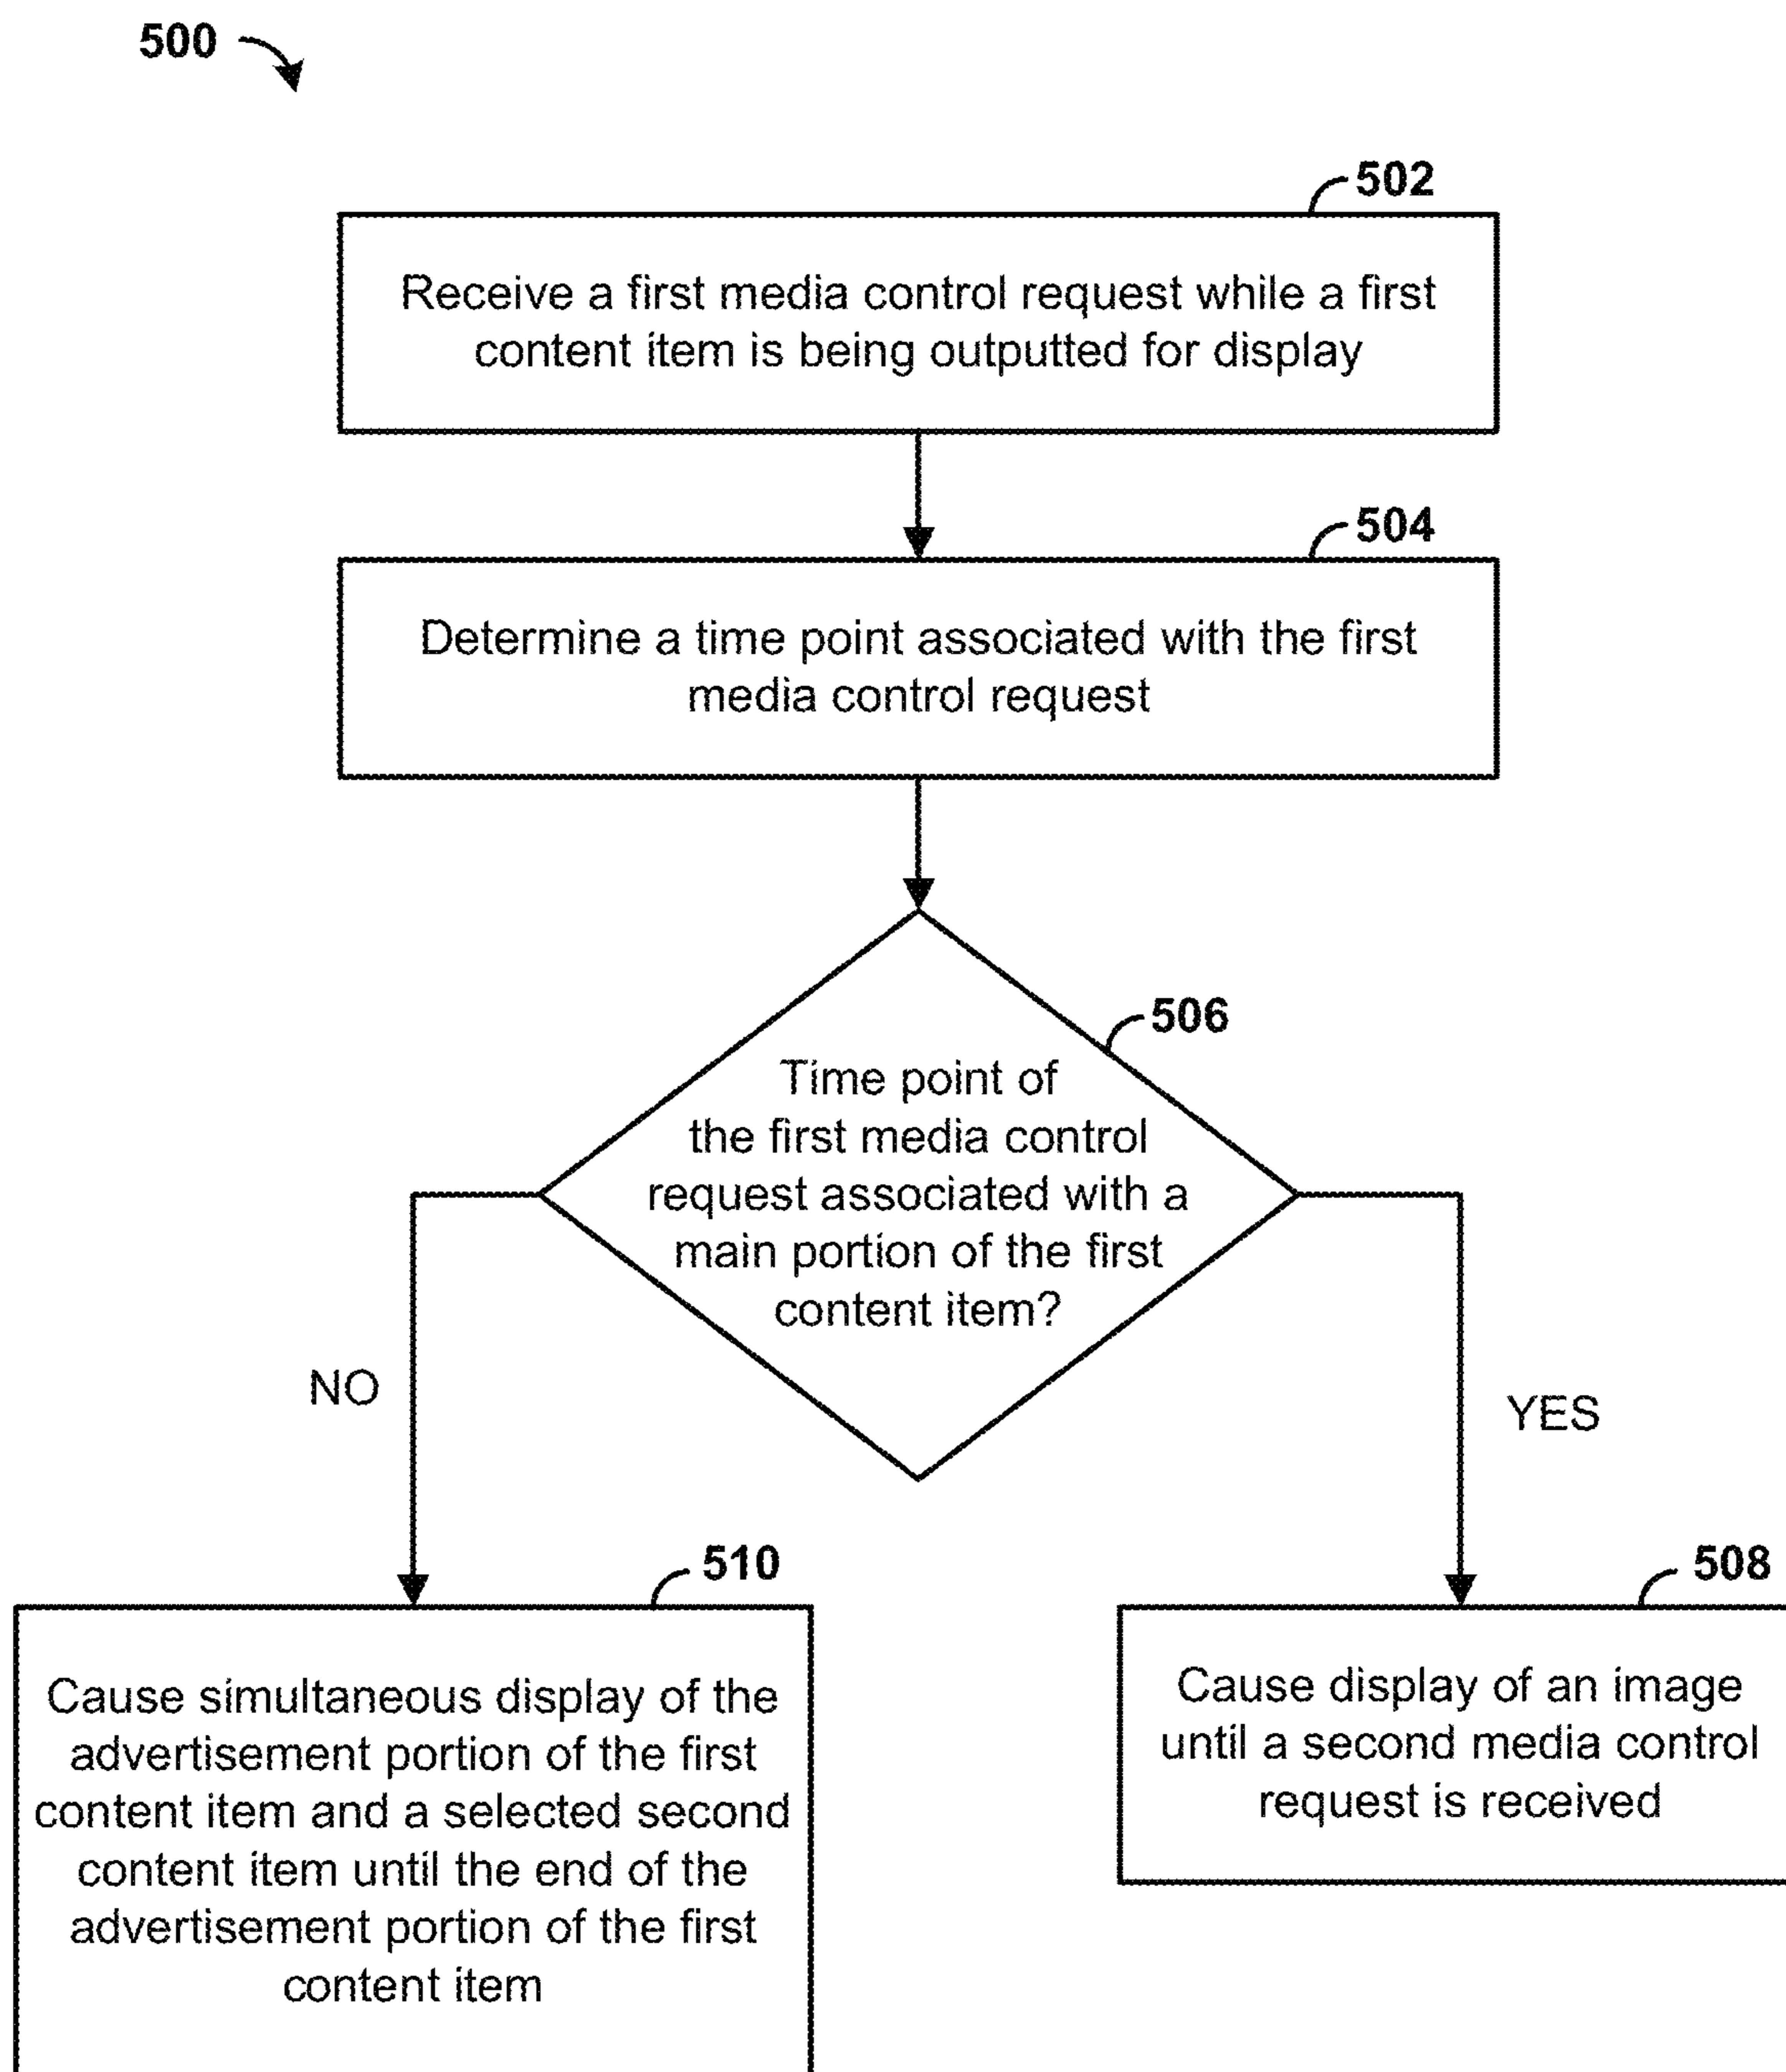 500
502
Receive a first media control request while a first
content item is being outputted for display
504
Determine a time point associated with the first
media control request
506
Time point of
the first media control
request associated with a
main portion of the first
content item?
NO
YES
510
Cause simultaneous display of the
advertisement portion of the first
content item and a selected second
content item until the end of the
advertisement portion of the first
content item
508
Cause display of an image
until a second media control
request is received